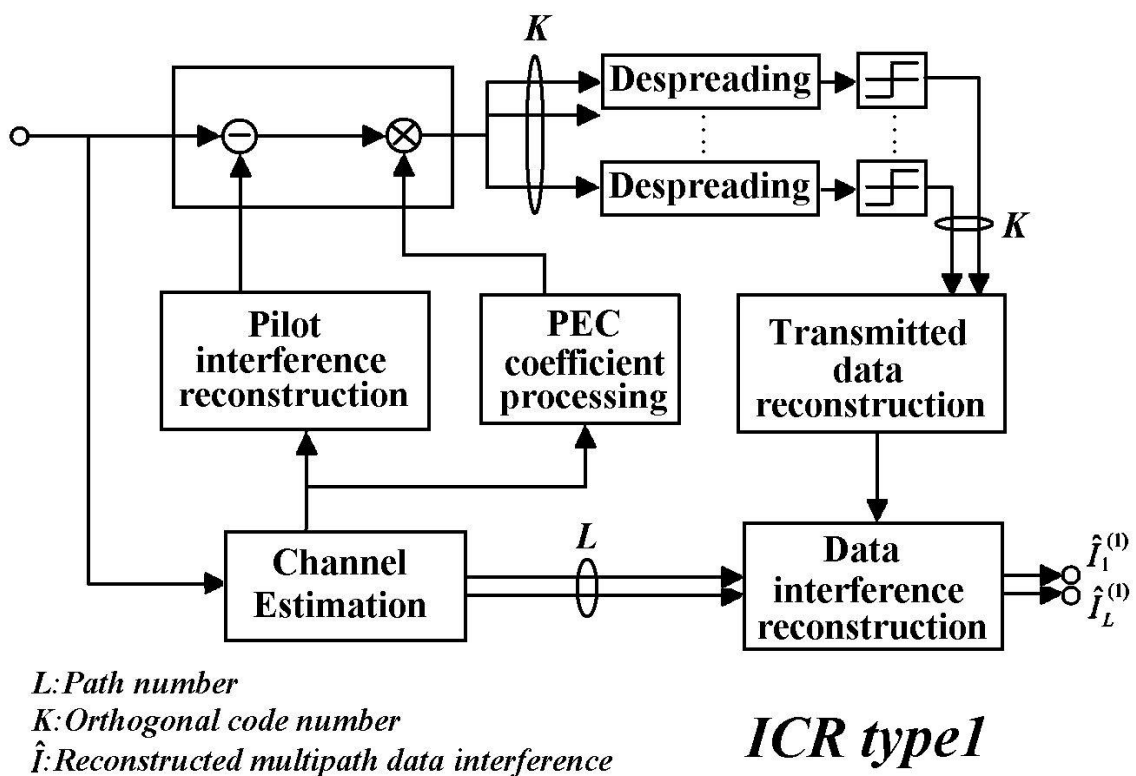 K
Despreading
Despreading
K
Pilot
interference
reconstruction
PEC
coefficient
processing
Transmitted
data
reconstruction
Channel
Estimation
L
Data
interference
reconstruction
Î₁⁽¹⁾
Î_L⁽¹⁾
L:Path number
K:Orthogonal code number
Î:Reconstructed multipath data interference
ICR type1